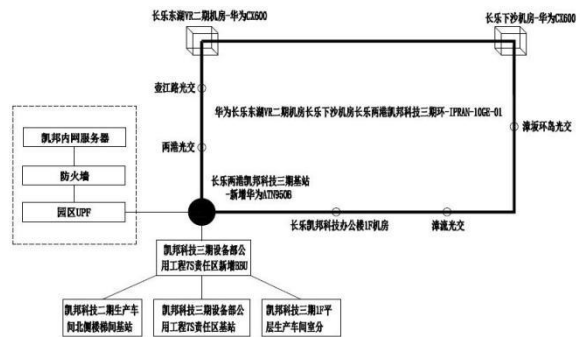 长乐东湖VR二期机房-华为CX600
长乐下沙机房-华为CX600
壶江路光交
华为长乐东湖VR二期机房长乐下沙机房长乐两港凯邦科技三期环-IPRAN-10GE-01
漳坂环岛光交
凯邦内网服务器
两港光交
防火墙
长乐两港凯邦科技三期基站
-新增华为ATN950B
园区UPF
长乐凯邦科技办公楼1F机房
漳流光交
凯邦科技三期设备部公
用工程7S责任区新增BBU
凯邦科技二期生产车
间北侧楼梯间基站
凯邦科技三期设备部公
用工程7S责任区基站
凯邦科技三期1F平
层生产车间室分